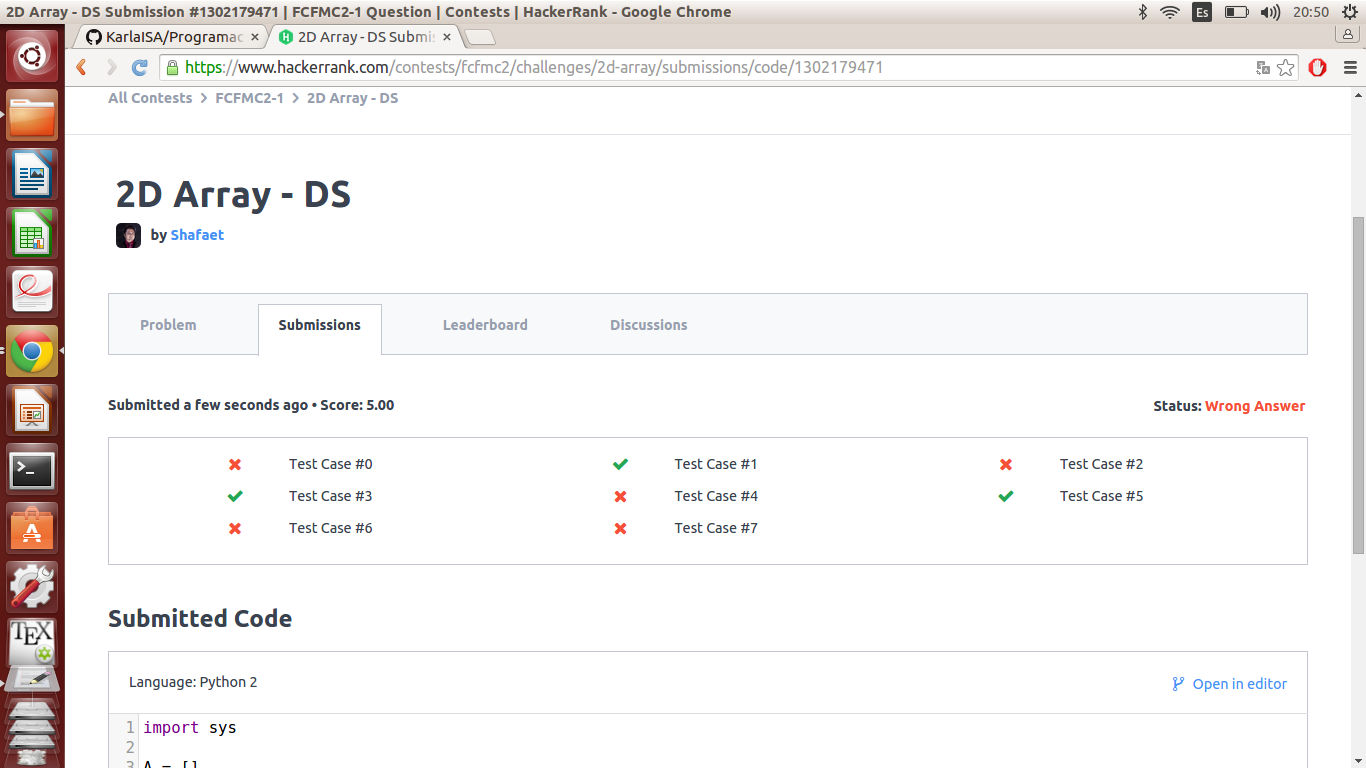 2D Array - DS Submission #1302179471 | FCFMC2-1 Question | Contests | HackerRank - Google Chrome
Es
20:50
KarlaISA/Programac
2D Array - DS Submis
https://www.hackerrank.com/contests/fcfmc2/challenges/2d-array/submissions/code/1302179471
All Contests > FCFMC2-1 > 2D Array - DS
2D Array - DS
by Shafaet
Problem
Submissions
Leaderboard
Discussions
Submitted a few seconds ago • Score: 5.00
Status: Wrong Answer
Test Case #0
Test Case #1
Test Case #2
Test Case #3
Test Case #4
Test Case #5
Test Case #6
Test Case #7
Submitted Code
Language: Python 2
Open in editor
1 import sys
2
3 A = []
TEX